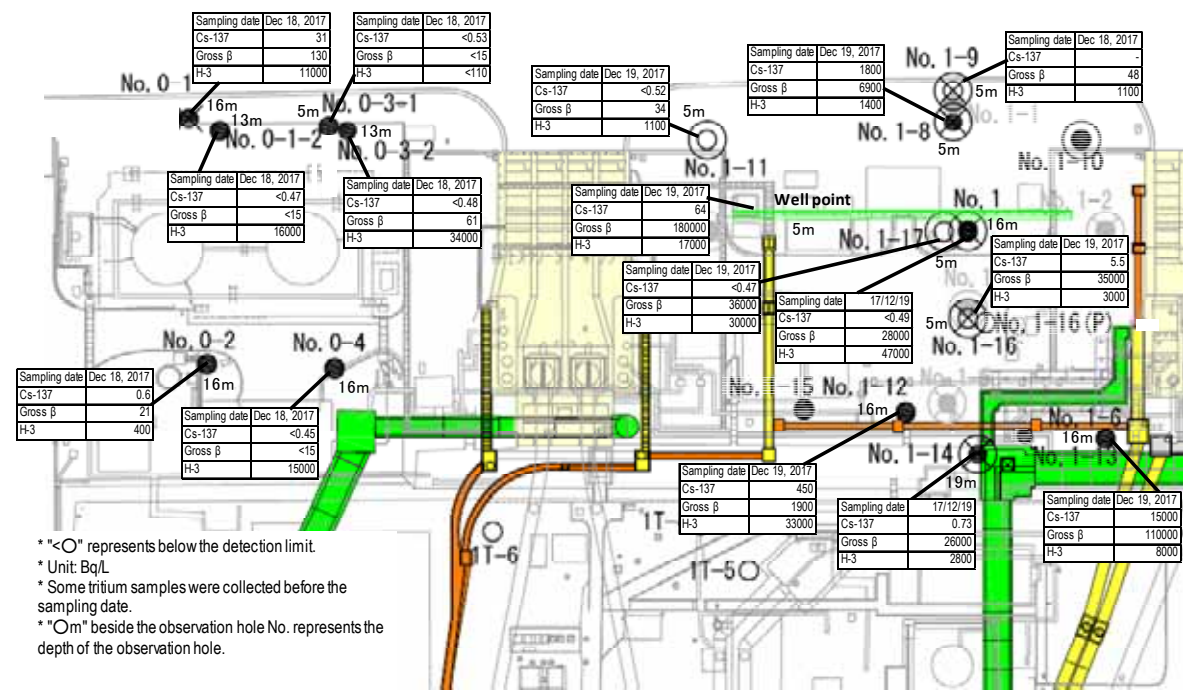 Sampling date Dec 18, 2017
Cs-137 31
Gross β 130
H-3 11000
Sampling date Dec 18, 2017
Cs-137 <0.53
Gross β <15
H-3 <110
Sampling date Dec 19, 2017
Cs-137 <0.52
Gross β 34
H-3 1100
Sampling date Dec 19, 2017
Cs-137 1800
Gross β 6900
H-3 1400
Sampling date Dec 18, 2017
Cs-137 -
Gross β 48
H-3 1100
No. 0-1
16m
13m
No. 0-1-2
5m
No. 0-3-1
13m
No. 0-3-2
5m
No. 1-11
No. 1-9
5m
No. 1-8
5m
No. 1-10
Sampling date Dec 18, 2017
Cs-137 <0.47
Gross β <15
H-3 16000
Sampling date Dec 18, 2017
Cs-137 <0.48
Gross β 61
H-3 34000
Sampling date Dec 19, 2017
Cs-137 64
Gross β 180000
H-3 17000
Well point
5m
No. 1
16m
No. 1-17
5m
No. 1-2
Sampling date Dec 19, 2017
Cs-137 <0.47
Gross β 36000
H-3 30000
Sampling date 17/12/19
Cs-137 <0.49
Gross β 28000
H-3 47000
Sampling date Dec 19, 2017
Cs-137 5.5
Gross β 35000
H-3 3000
5m
No. 1-16(P)
No. 1-16
No. 0-2
16m
No. 0-4
16m
Sampling date Dec 18, 2017
Cs-137 0.6
Gross β 21
H-3 400
Sampling date Dec 18, 2017
Cs-137 <0.45
Gross β <15
H-3 15000
No. 1-15
No. 1-12
16m
No. 1-6
16m
No. 1-13
No. 1-14
19m
Sampling date Dec 19, 2017
Cs-137 450
Gross β 1900
H-3 33000
Sampling date 17/12/19
Cs-137 0.73
Gross β 26000
H-3 2800
Sampling date Dec 19, 2017
Cs-137 15000
Gross β 110000
H-3 8000
1T-6
1T-5
* "<○" represents below the detection limit.
* Unit: Bq/L
* Some tritium samples were collected before the
sampling date.
* "○m" beside the observation hole No. represents the
depth of the observation hole.